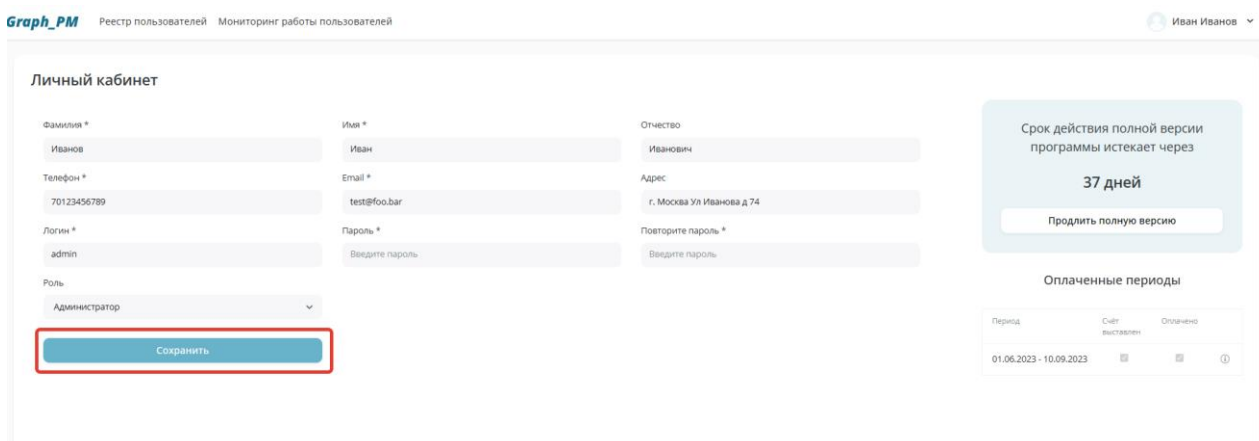 Graph_PM Реестр пользователей Мониторинг работы пользователей Иван Иванов
Личный кабинет
Фамилия * Имя * Отчество
Иванов Иван Иванович
Телефон * Email * Адрес
70123456789 test@foo.bar г. Москва Ул Иванова д 74
Логин * Пароль * Повторите пароль *
admin Введите пароль Введите пароль
Роль
Администратор
Сохранить
Срок действия полной версии
программы истекает через
37 дней
Продлить полную версию
Оплаченные периоды
Период Счёт Оплачено
выставлен
01.06.2023 - 10.09.2023